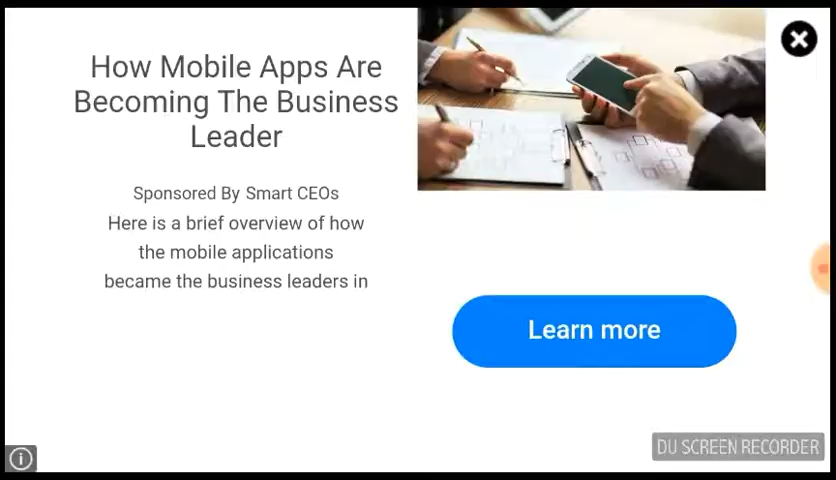 How Mobile Apps Are
Becoming The Business
Leader
Sponsored By Smart CEOs
Here is a brief overview of how
the mobile applications
became the business leaders in
Learn more
DU SCREEN RECORDER